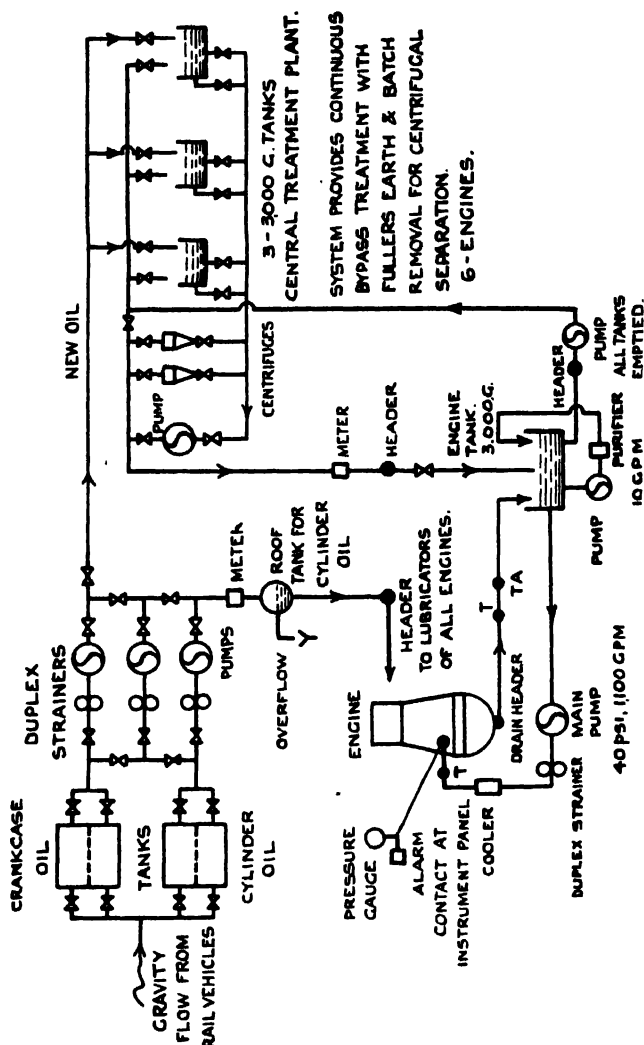 NEW OIL
3-3,000 G. TANKS
CENTRAL TREATMENT PLANT.
SYSTEM PROVIDES CONTINUOUS
BYPASS TREATMENT WITH
FULLERS EARTH & BATCH
REMOVAL FOR CENTRIFUGAL
SEPARATION.
6-ENGINES.
CENTRIFUGES
PUMP
METER
HEADER
ENGINE
TANK.
3,000,G.
HEADER
PUMP
ALL TANKS
EMPTIED.
PURIFIER
10 GPM
PUMP
DUPLEX
STRAINERS
PUMPS
METER
ROOF
TANK FOR
CYLINDER
OIL
OVERFLOW
HEADER
TO LUBRICATORS
OF ALL ENGINES.
CRANKCASE
OIL
TANKS
CYLINDER
OIL
GRAVITY
FLOW FROM
RAIL VEHICLES
ENGINE
T
TA
DRAIN HEADER
T
PRESSURE
GAUGE
ALARM
CONTACT AT
INSTRUMENT PANEL
COOLER
DUPLEX STRAINER
MAIN
PUMP
40 PSI, 1,100 GPM